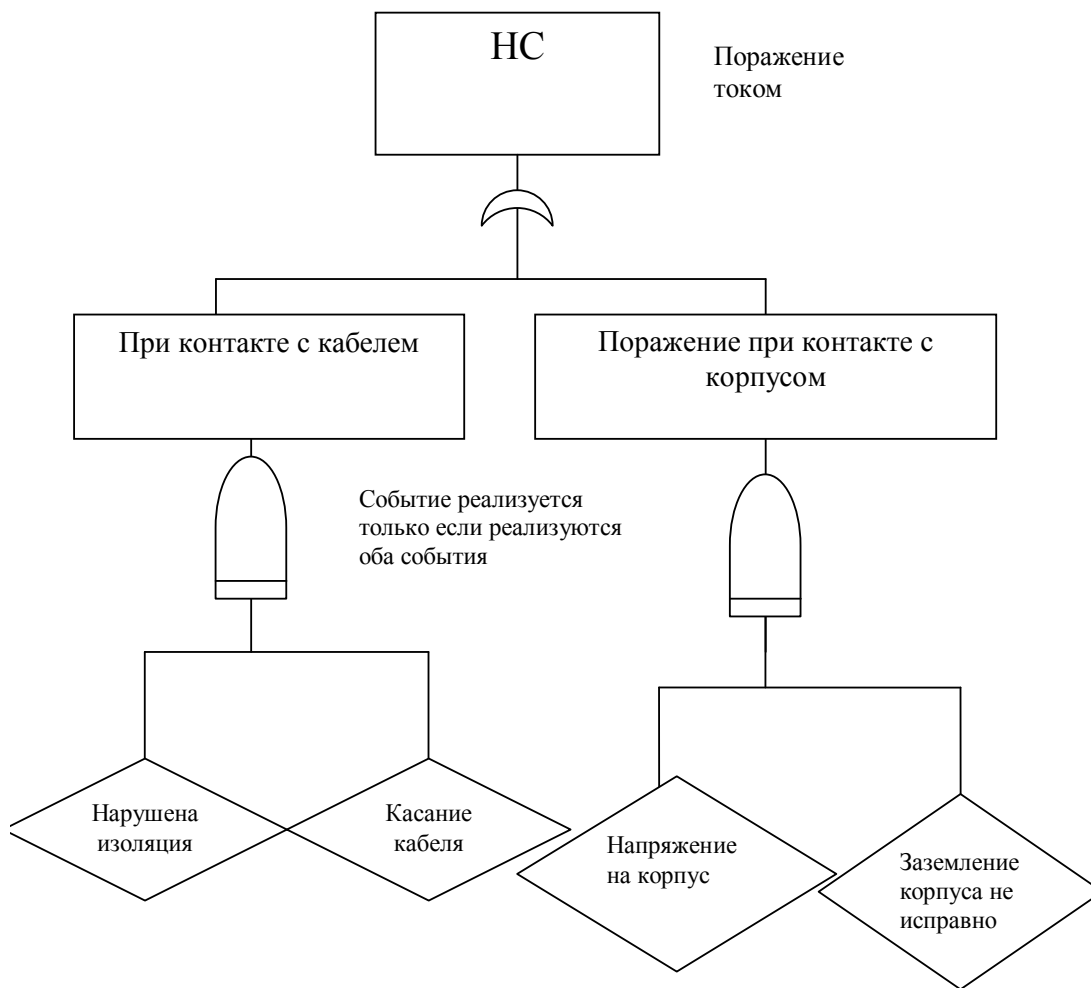 НС
Поражение
током
При контакте с кабелем
Поражение при контакте с
корпусом
Событие реализуется
только если реализуются
оба события
Нарушена
изоляция
Касание
кабеля
Напряжение
на корпус
Заземление
корпуса не
исправно